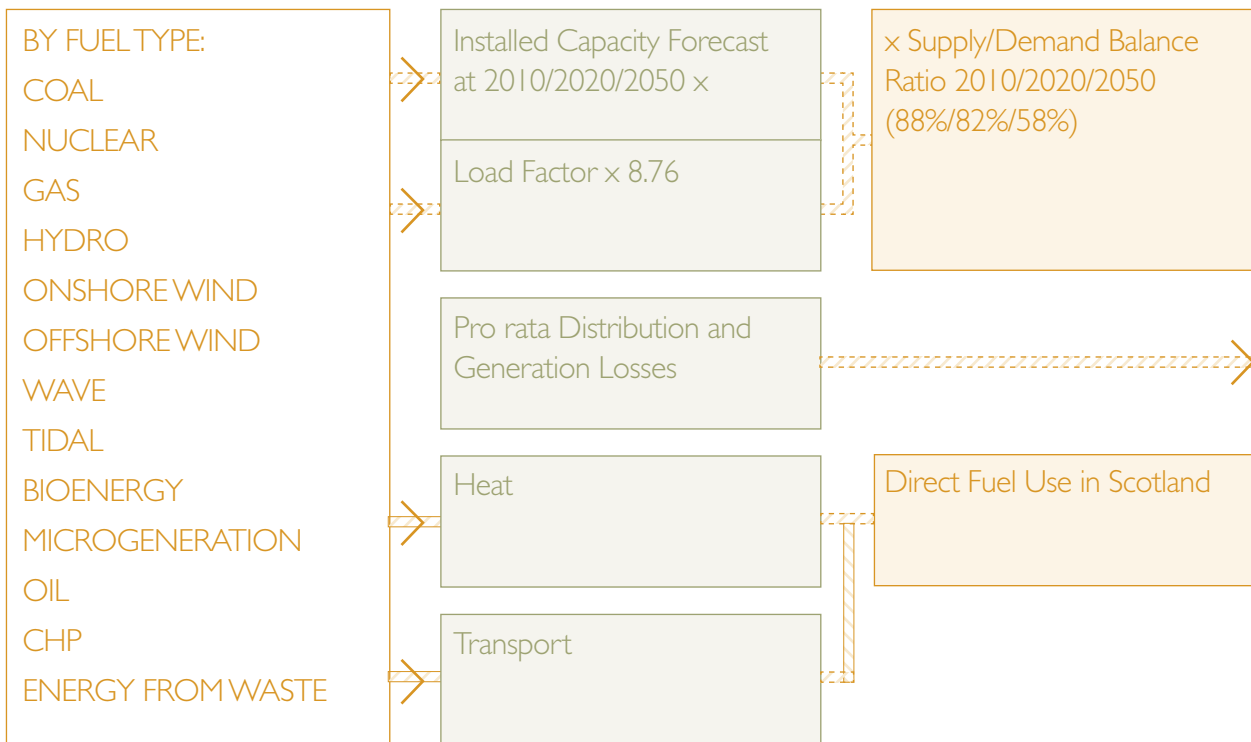 BY FUEL TYPE:
COAL
NUCLEAR
GAS
HYDRO
ONSHORE WIND
OFFSHORE WIND
WAVE
TIDAL
BIOENERGY
MICROGENERATION
OIL
CHP
ENERGY FROM WASTE
Installed Capacity Forecast
at 2010/2020/2050 x
Load Factor x 8.76
x Supply/Demand Balance
Ratio 2010/2020/2050
(88%/82%/58%)
Pro rata Distribution and
Generation Losses
Heat
Direct Fuel Use in Scotland
Transport